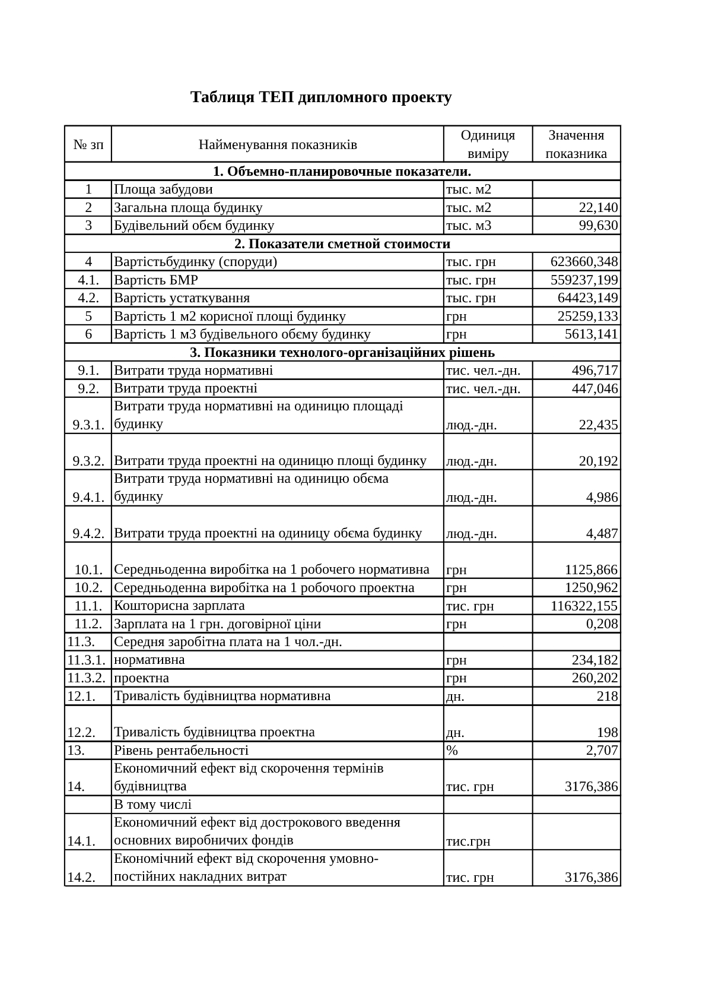 Таблиця ТЕП дипломного проекту
№ зп Найменування показників Одиниця виміру Значення показника
1. Объемно-планировочные показатели.
1 Площа забудови тыс. м2
2 Загальна площа будинку тыс. м2 22,140
3 Будівельний обєм будинку тыс. м3 99,630
2. Показатели сметной стоимости
4 Вартістьбудинку (споруди) тыс. грн 623660,348
4.1. Вартість БМР тыс. грн 559237,199
4.2. Вартість устаткування тыс. грн 64423,149
5 Вартість 1 м2 корисної площі будинку грн 25259,133
6 Вартість 1 м3 будівельного обєму будинку грн 5613,141
3. Показники технолого-організаційних рішень
9.1. Витрати труда нормативні тис. чел.-дн. 496,717
9.2. Витрати труда проектні тис. чел.-дн. 447,046
Витрати труда нормативні на одиницю площаді
9.3.1. будинку люд.-дн. 22,435
9.3.2. Витрати труда проектні на одиницю площі будинку люд.-дн. 20,192
Витрати труда нормативні на одиницю обєма
9.4.1. будинку люд.-дн. 4,986
9.4.2. Витрати труда проектні на одиницу обєма будинку люд.-дн. 4,487
10.1. Середньоденна виробітка на 1 робочего нормативна грн 1125,866
10.2. Середньоденна виробітка на 1 робочого проектна грн 1250,962
11.1. Кошторисна зарплата тис. грн 116322,155
11.2. Зарплата на 1 грн. договірної ціни грн 0,208
11.3. Середня заробітна плата на 1 чол.-дн.
11.3.1. нормативна грн 234,182
11.3.2. проектна грн 260,202
12.1. Тривалість будівництва нормативна дн. 218
12.2. Тривалість будівництва проектна дн. 198
13. Рівень рентабельності % 2,707
Економичний ефект від скорочення термінів
14. будівництва тис. грн 3176,386
В тому числі
Економичний ефект від дострокового введення
14.1. основних виробничих фондів тис.грн
Економічний ефект від скорочення умовно-
14.2. постійних накладних витрат тис. грн 3176,386